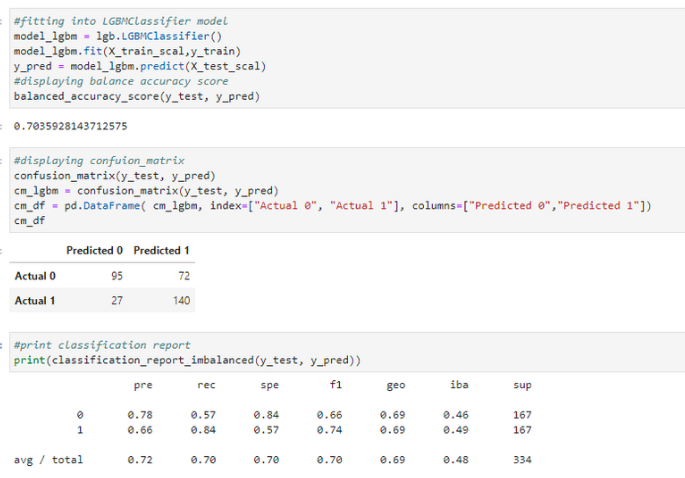 #fitting into LGBMClassifier model
model_lgbm = lgb.LGBMClassifier()
model_lgbm.fit(X_train_scal,y_train)
y_pred = model_lgbm.predict(X_test_scal)
#displaying balance accuracy score
balanced_accuracy_score(y_test, y_pred)
0.7035928143712575
#displaying confuion_matrix
confusion_matrix(y_test, y_pred)
cm_lgbm = confusion_matrix(y_test, y_pred)
cm_df = pd.DataFrame( cm_lgbm, index=["Actual 0", "Actual 1"], columns=["Predicted 0","Predicted 1"])
cm_df
Predicted 0 Predicted 1
Actual 0 95 72
Actual 1 27 140
#print classification report
print(classification_report_imbalanced(y_test, y_pred))
pre rec spe f1 geo iba sup
0 0.78 0.57 0.84 0.66 0.69 0.46 167
1 0.66 0.84 0.57 0.74 0.69 0.49 167
avg / total 0.72 0.70 0.70 0.70 0.69 0.48 334